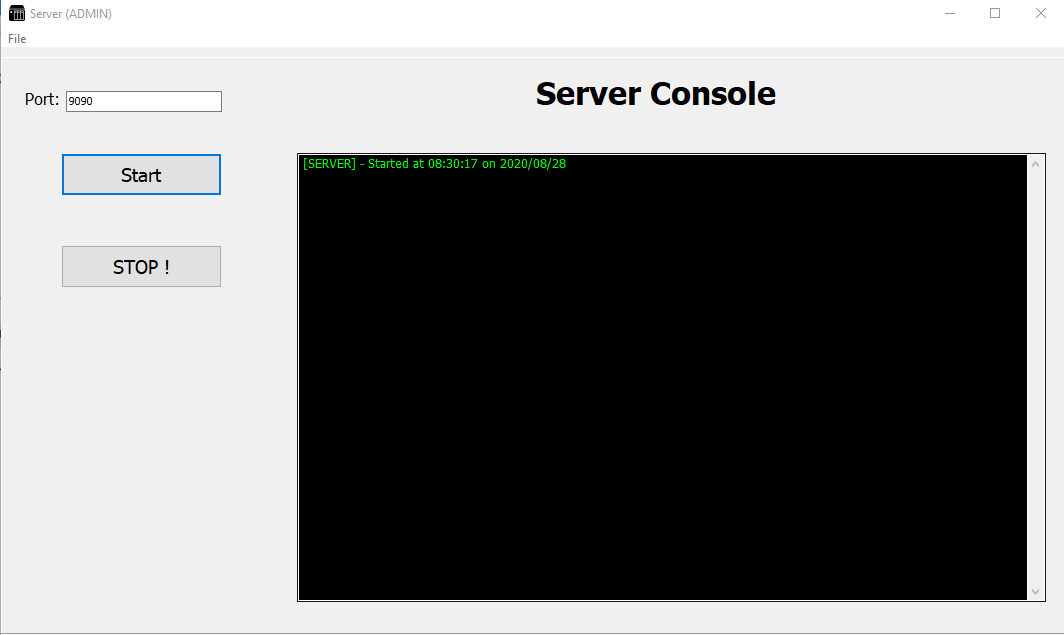 Server (ADMIN)
File
Port: 9090
Server Console
Start
STOP !
[SERVER] - Started at 08:30:17 on 2020/08/28